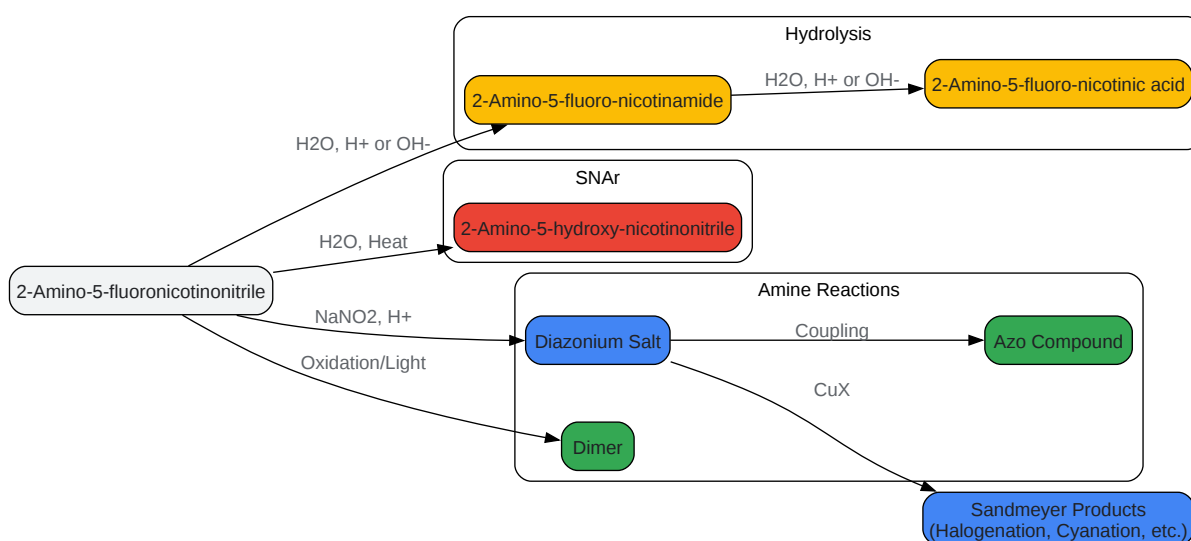 Hydrolysis
H2O, H+ or OH-
2-Amino-5-fluoro-nicotinamide
2-Amino-5-fluoro-nicotinic acid
H2O, H+ or OH-
SNAr
2-Amino-5-hydroxy-nicotinonitrile
H2O, Heat
2-Amino-5-fluoronicotinonitrile
Amine Reactions
NaNO2, H+
Diazonium Salt
Coupling
Azo Compound
Oxidation/Light
CuX
Dimer
Sandmeyer Products
(Halogenation, Cyanation, etc.)